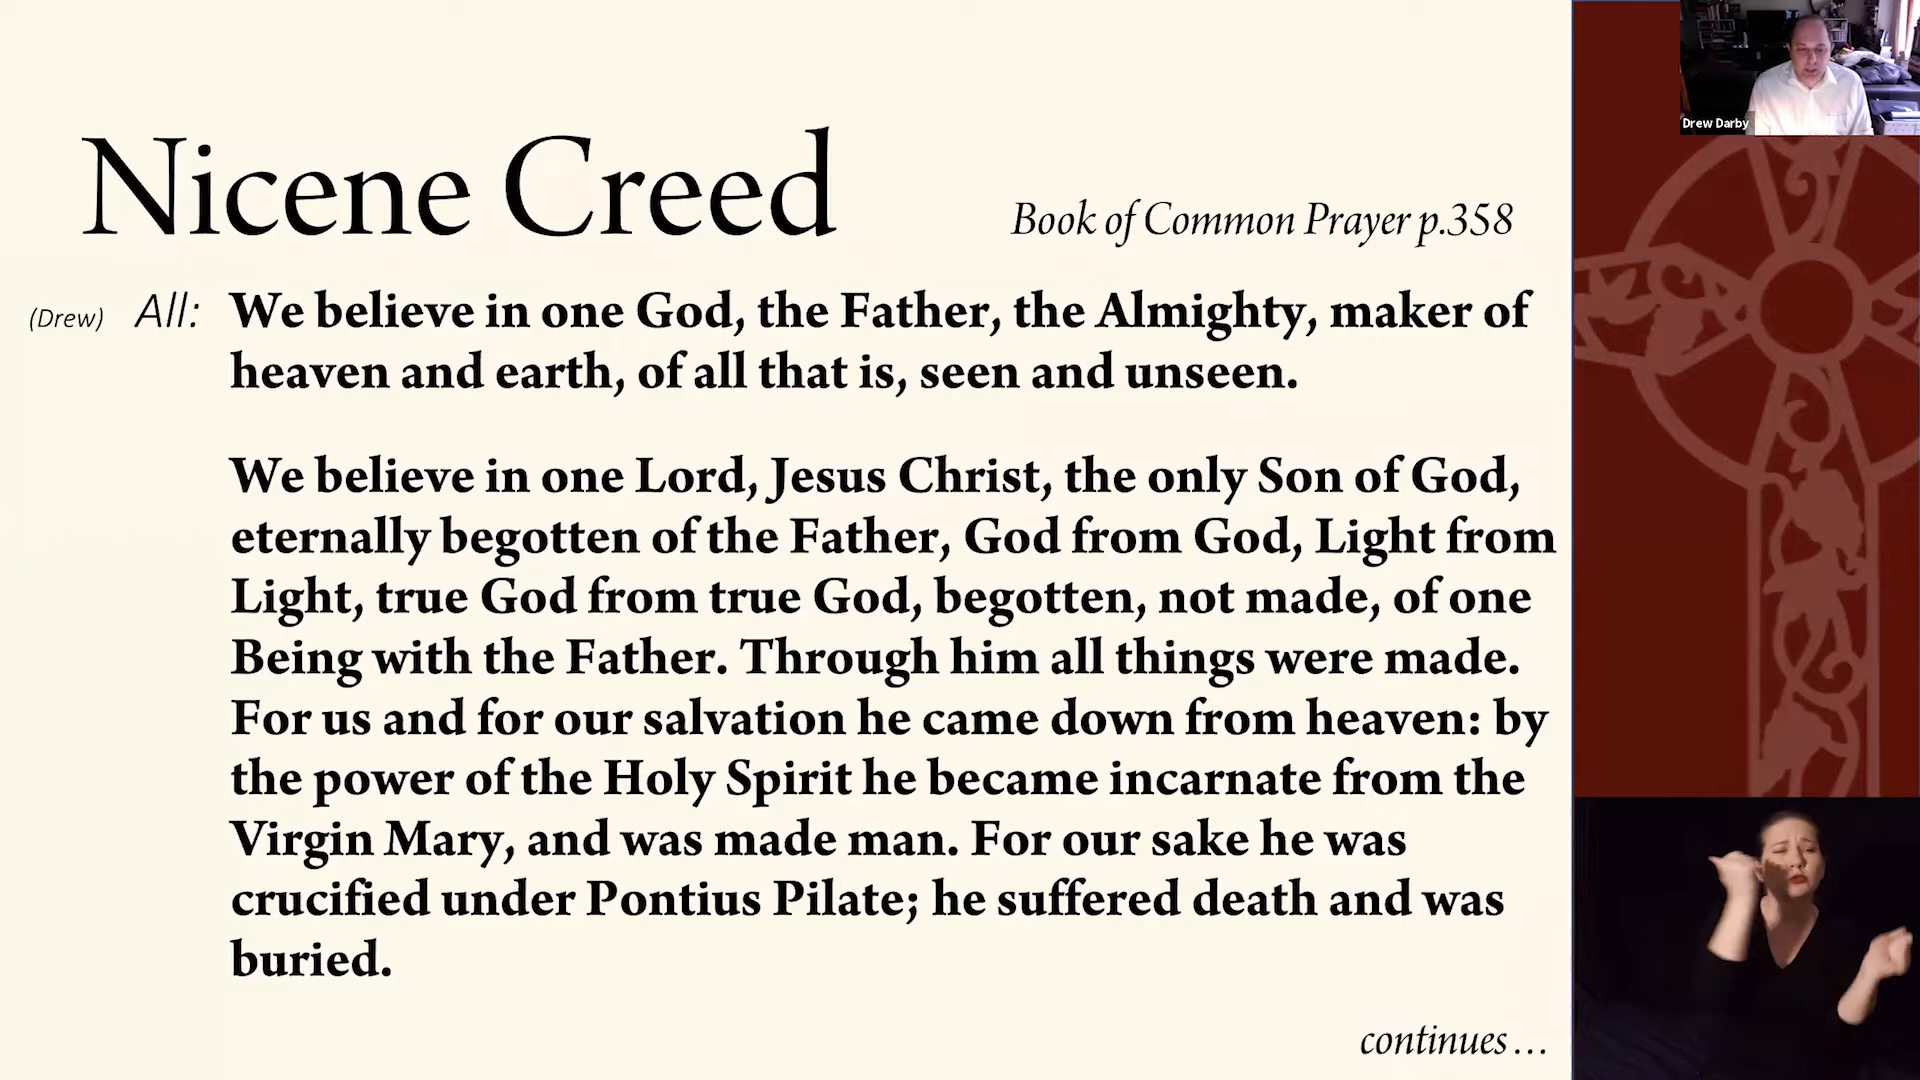 Drew Darby
Nicene Creed
Book of Common Prayer p.358
(Drew) All: We believe in one God, the Father, the Almighty, maker of
heaven and earth, of all that is, seen and unseen.
We believe in one Lord, Jesus Christ, the only Son of God,
eternally begotten of the Father, God from God, Light from
Light, true God from true God, begotten, not made, of one
Being with the Father. Through him all things were made.
For us and for our salvation he came down from heaven: by
the power of the Holy Spirit he became incarnate from the
Virgin Mary, and was made man. For our sake he was
crucified under Pontius Pilate; he suffered death and was
buried.
continues...